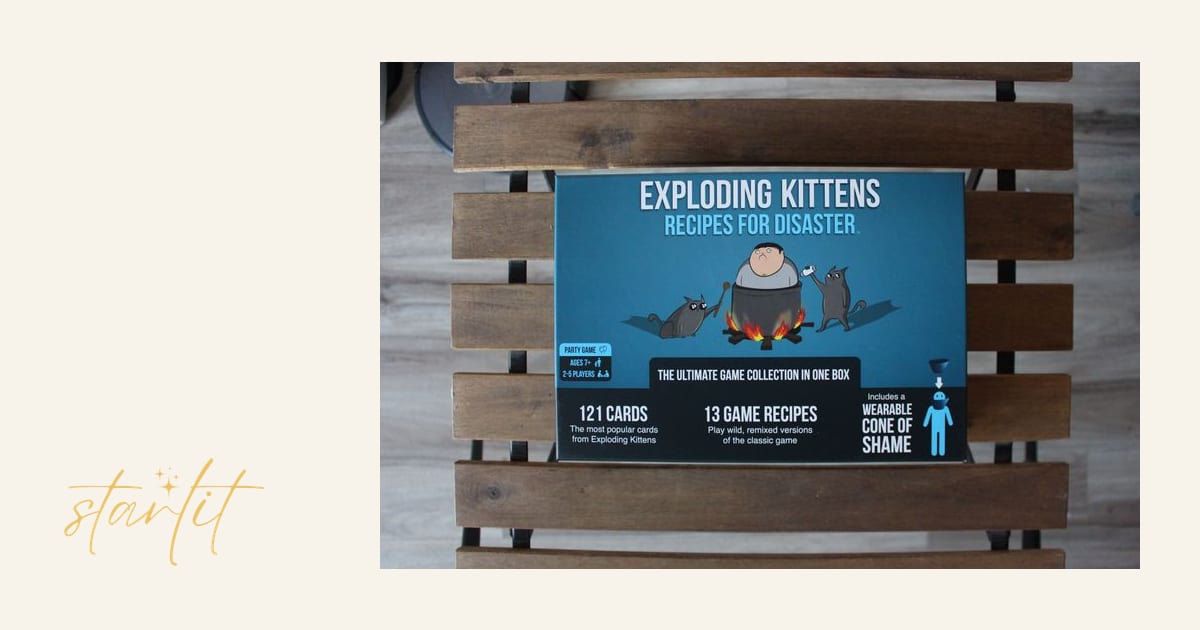 EXPLODING KITTENS
RECIPES FOR DISASTER
PARTY GAME
AGES 7+
2-5 PLAYERS
THE ULTIMATE GAME COLLECTION IN ONE BOX
121 CARDS
The most popular cards
from Exploding Kittens
13 GAME RECIPES
Play wild, remixed versions
of the classic game
Includes a
WEARABLE
CONE OF
SHAME
starlit